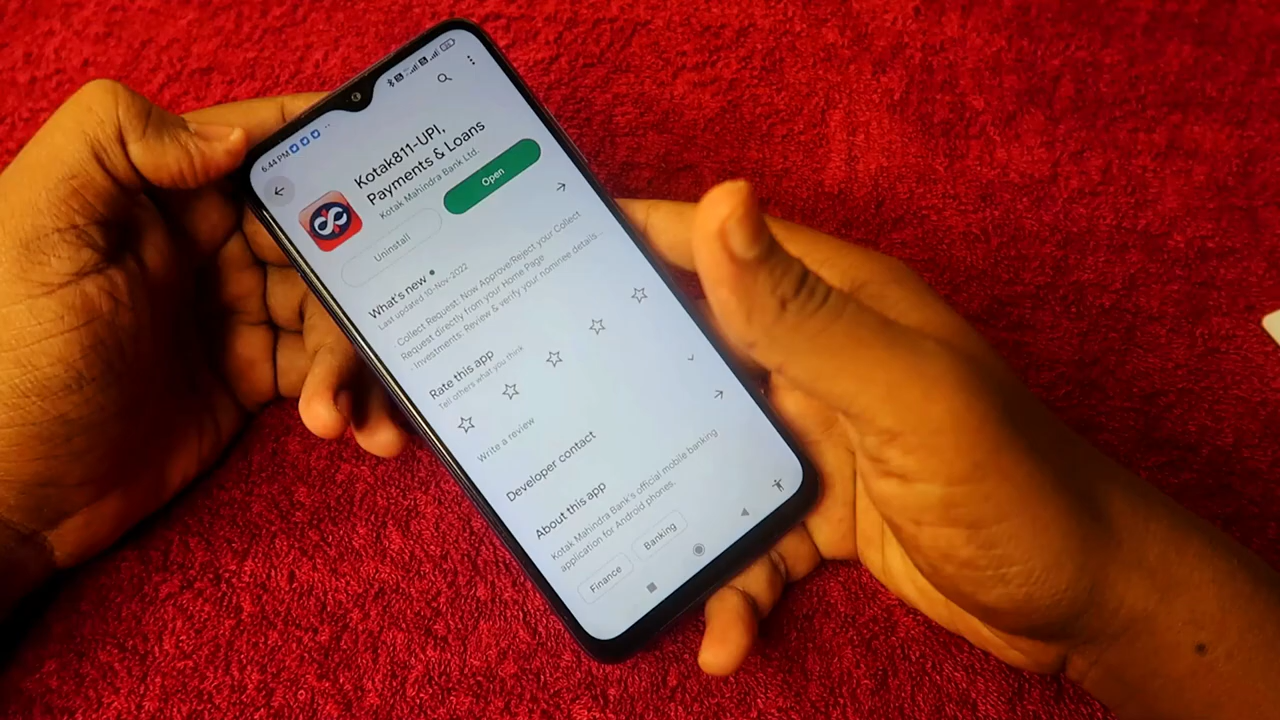 6:44 PM
Kotak811-UPI,
Payments & Loans
Kotak Mahindra Bank Ltd.
Uninstall
Open
What's new
Last updated 10-Nov-2022
. Collect Request: Now Approve/Reject your Collect
Request directly from your Home Page
. Investments: Review & verify your nominee details...
Rate this app
Tell others what you think
Write a review
Developer contact
About this app
Kotak Mahindra Bank's official mobile banking
application for Android phones.
Finance
Banking